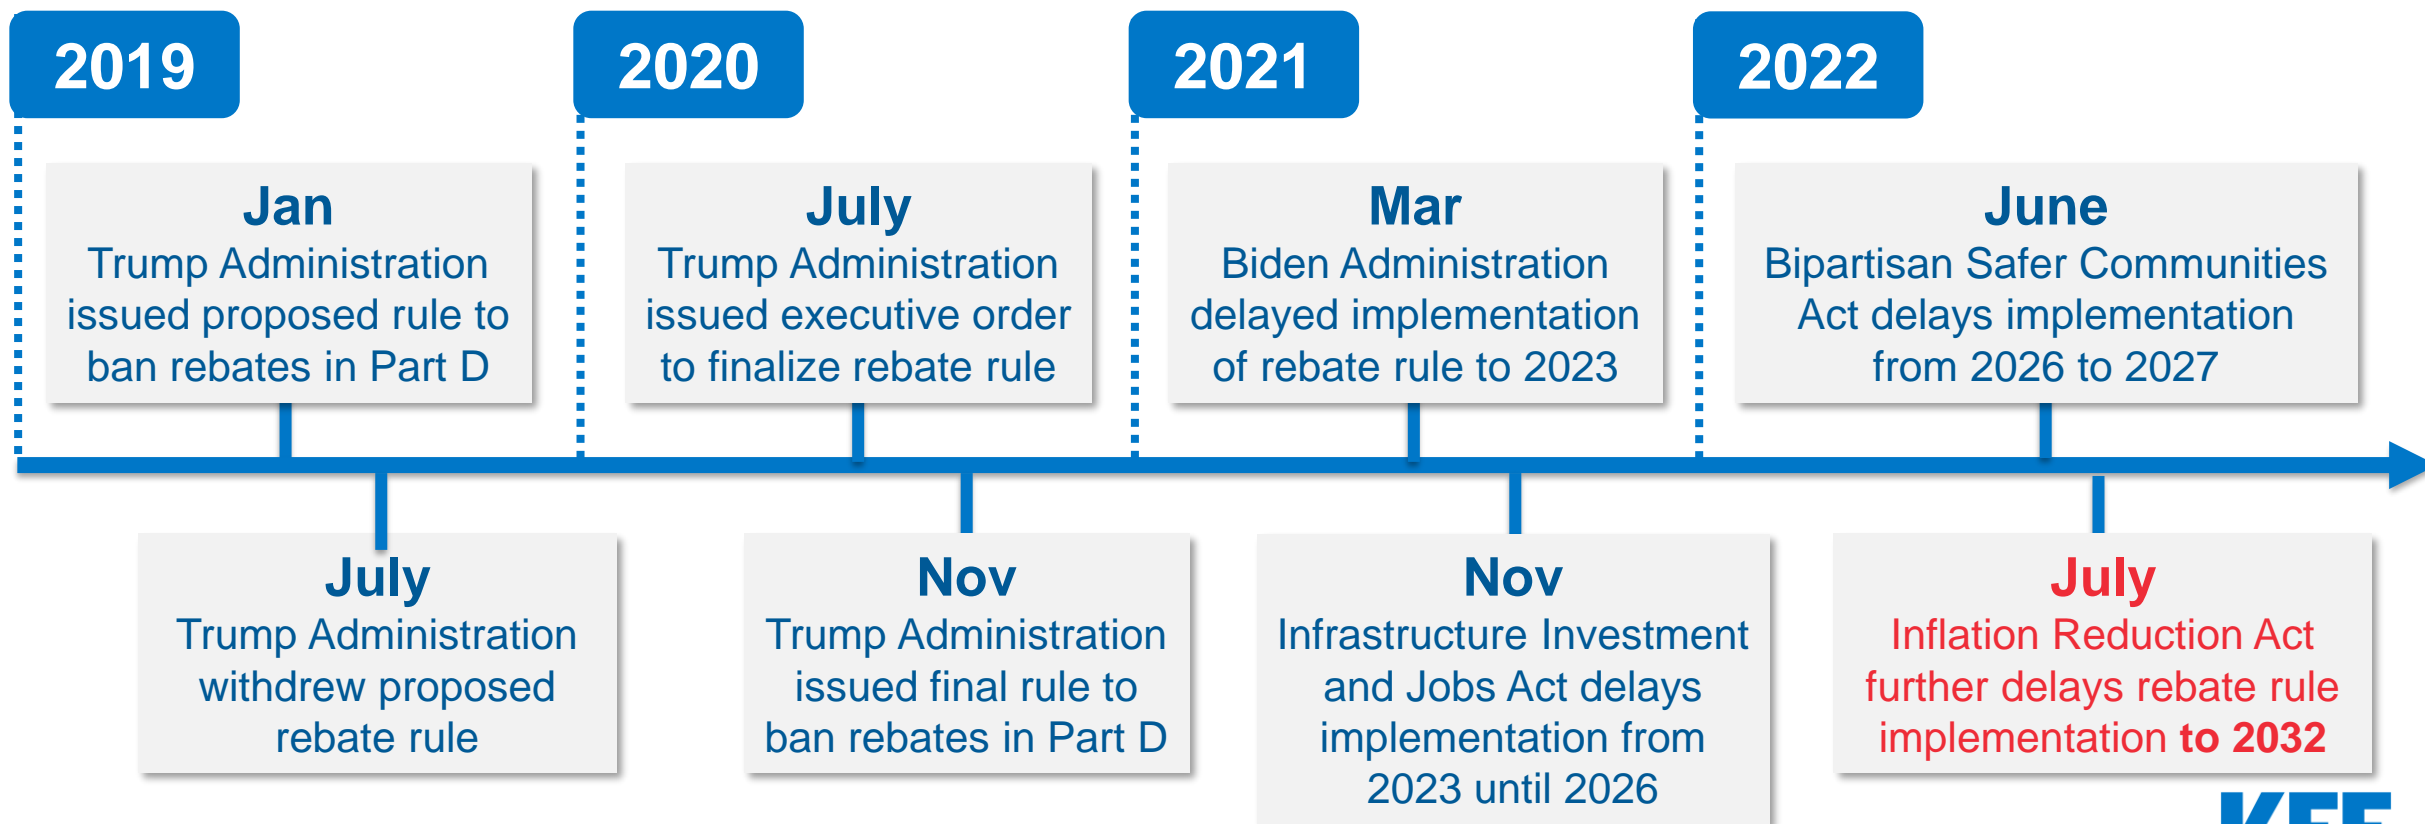 2019
2020
2021
2022
Jan
Trump Administration
issued proposed rule to
ban rebates in Part D
July
Trump Administration
issued executive order
to finalize rebate rule
Mar
Biden Administration
delayed implementation
of rebate rule to 2023
June
Bipartisan Safer Communities
Act delays implementation
from 2026 to 2027
July
Trump Administration
withdrew proposed
rebate rule
Nov
Trump Administration
issued final rule to
ban rebates in Part D
Nov
Infrastructure Investment
and Jobs Act delays
implementation from
2023 until 2026
July
Inflation Reduction Act
further delays rebate rule
implementation to 2032
KFF